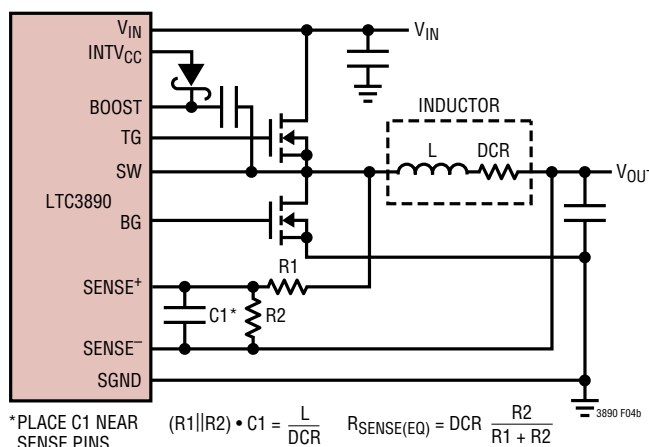 V_IN
V_IN
INTV_CC
BOOST
INDUCTOR
TG
L
DCR
SW
V_OUT
LTC3890
BG
R1
SENSE+
C1*
R2
SENSE–
SGND
*PLACE C1 NEAR
SENSE PINS
(R1||R2) • C1 = L/DCR
R_SENSE(EQ) = DCR R2/(R1 + R2)
3890 F04b